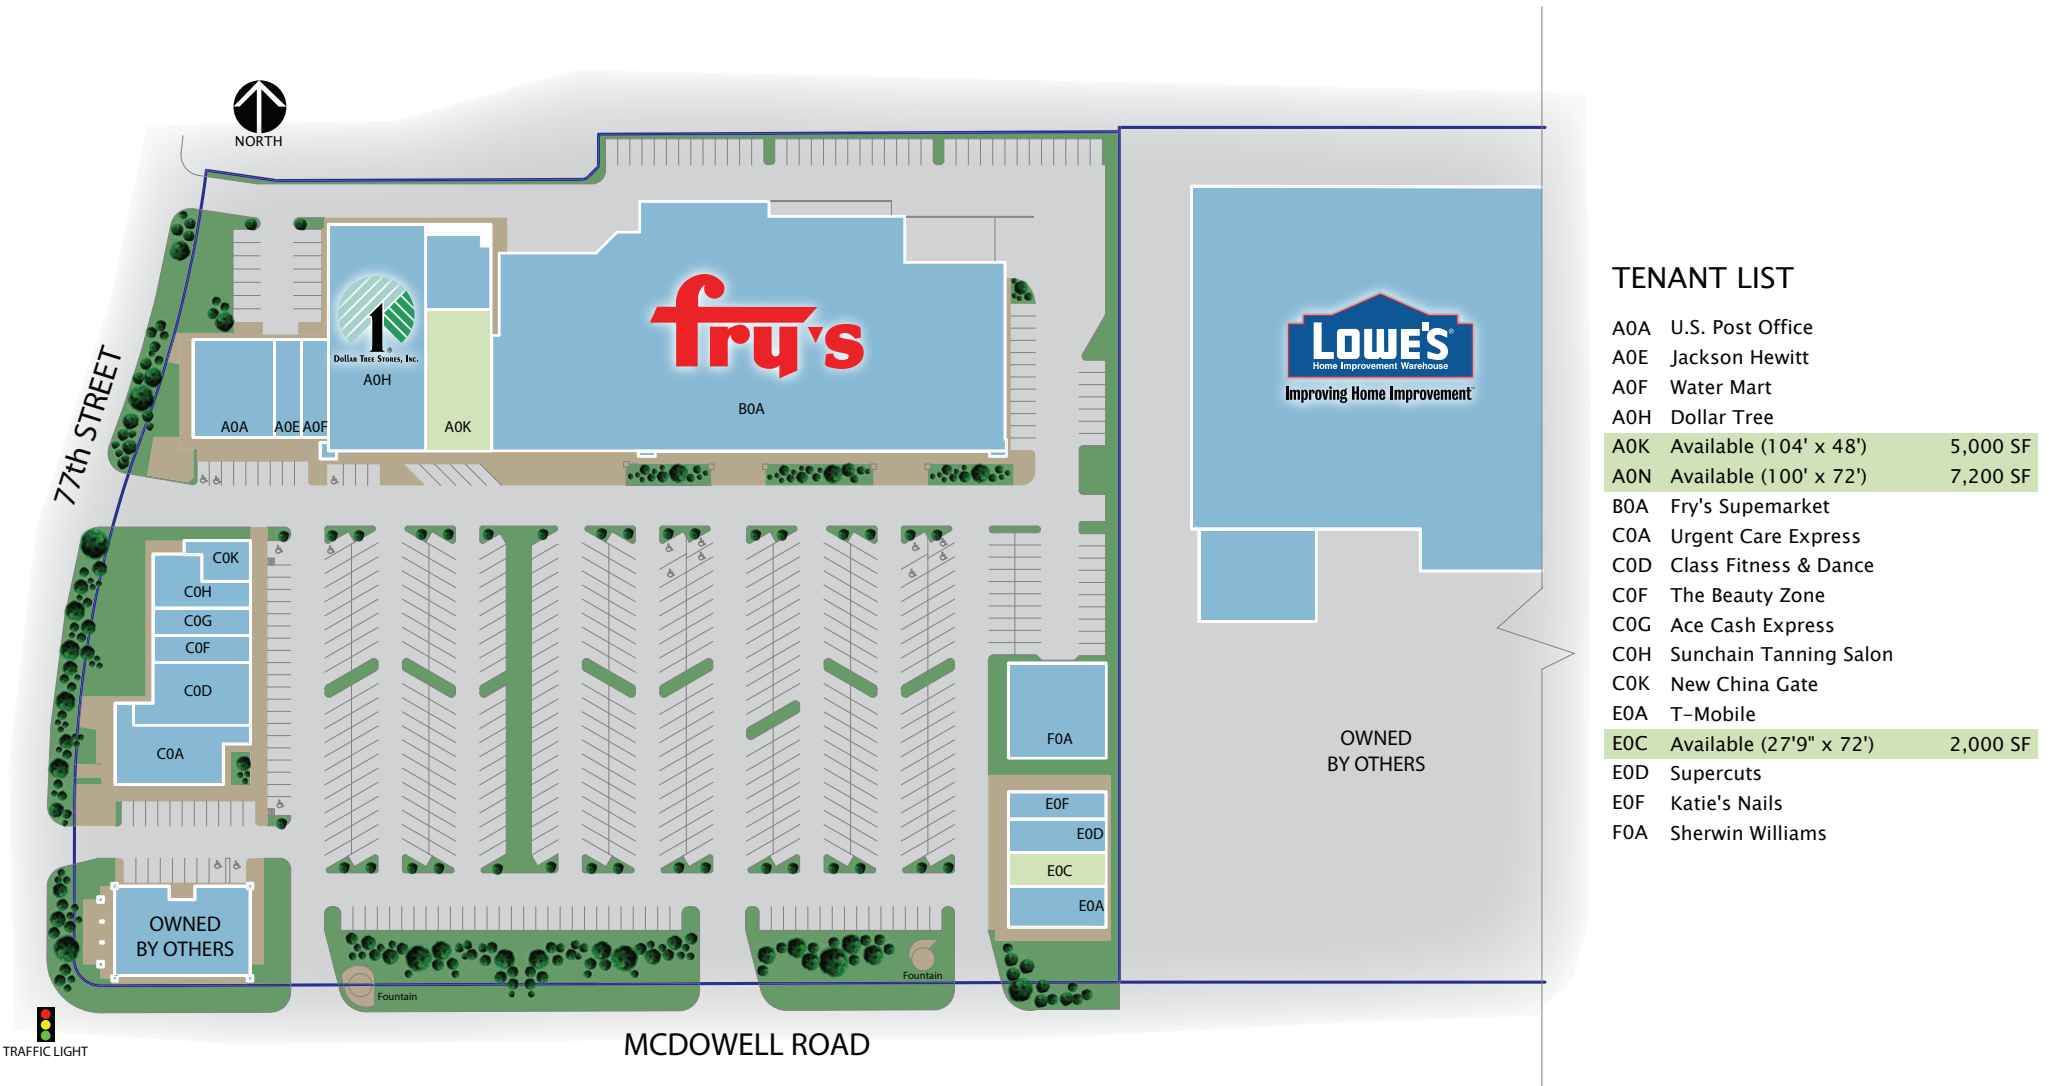 NORTH
77th STREET
1
®
DOLLAR TREE STORES, INC.
A0H
A0A
A0E
A0F
A0K
fry's
B0A
LOWE'S
®
Home Improvement Warehouse
Improving Home Improvement
C0K
C0H
C0G
C0F
C0D
C0A
F0A
E0F
E0D
E0C
E0A
OWNED
BY OTHERS
OWNED
BY OTHERS
Fountain
Fountain
TRAFFIC LIGHT
MCDOWELL ROAD
TENANT LIST
A0A U.S. Post Office
A0E Jackson Hewitt
A0F Water Mart
A0H Dollar Tree
A0K Available (104' x 48') 5,000 SF
A0N Available (100' x 72') 7,200 SF
B0A Fry's Supemarket
C0A Urgent Care Express
C0D Class Fitness & Dance
C0F The Beauty Zone
C0G Ace Cash Express
C0H Sunchain Tanning Salon
C0K New China Gate
E0A T-Mobile
E0C Available (27'9" x 72') 2,000 SF
E0D Supercuts
E0F Katie's Nails
F0A Sherwin Williams